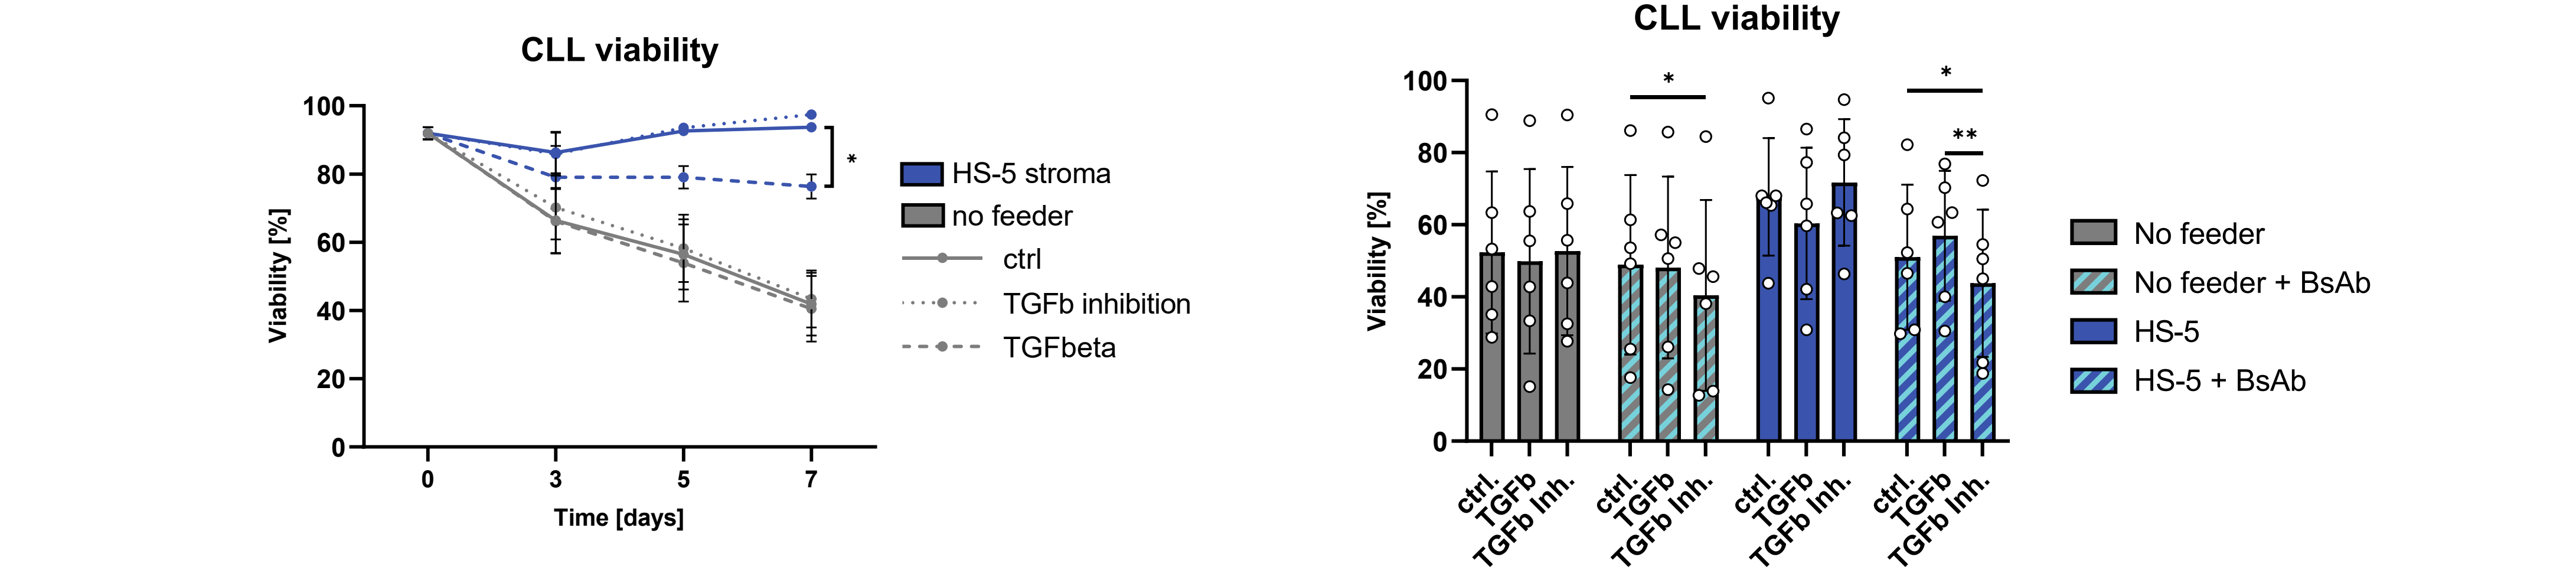 CLL viability
100
80
60
40
20
0
Viability [%]
0 3 5 7
Time [days]
*
HS-5 stroma
no feeder
ctrl
TGFb inhibition
TGFbeta
CLL viability
100
80
60
40
20
0
Viability [%]
*
*
**
ctrl.
TGFb
TGFb Inh.
ctrl.
TGFb
TGFb Inh.
ctrl.
TGFb
TGFb Inh.
ctrl.
TGFb
TGFb Inh.
No feeder
No feeder + BsAb
HS-5
HS-5 + BsAb